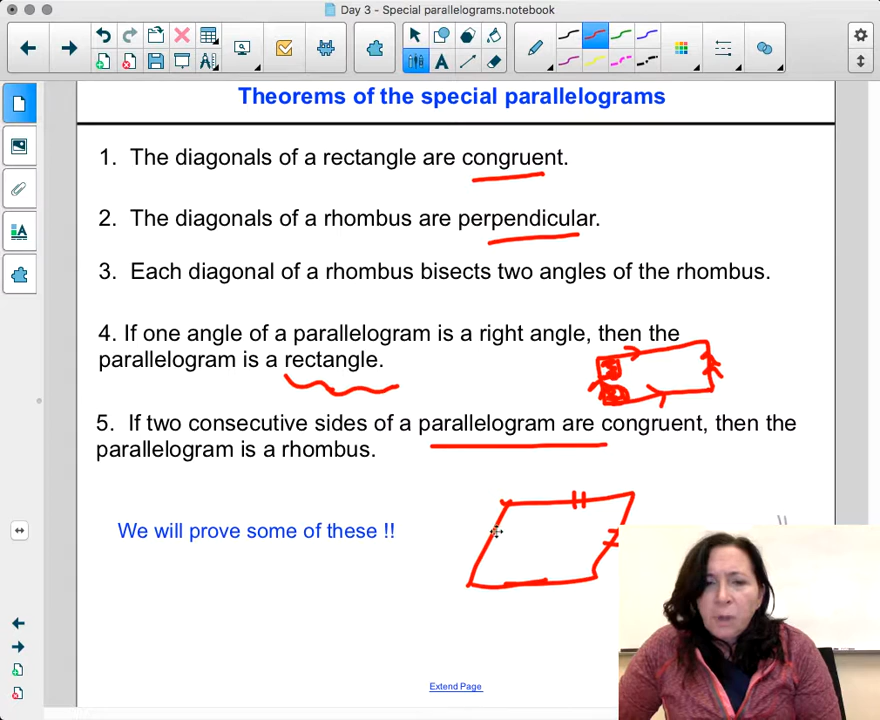 Day 3 - Special parallelograms.notebook
Theorems of the special parallelograms
1. The diagonals of a rectangle are congruent.
2. The diagonals of a rhombus are perpendicular.
3. Each diagonal of a rhombus bisects two angles of the rhombus.
4. If one angle of a parallelogram is a right angle, then the
parallelogram is a rectangle.
5. If two consecutive sides of a parallelogram are congruent, then the
parallelogram is a rhombus.
We will prove some of these !!
Extend Page